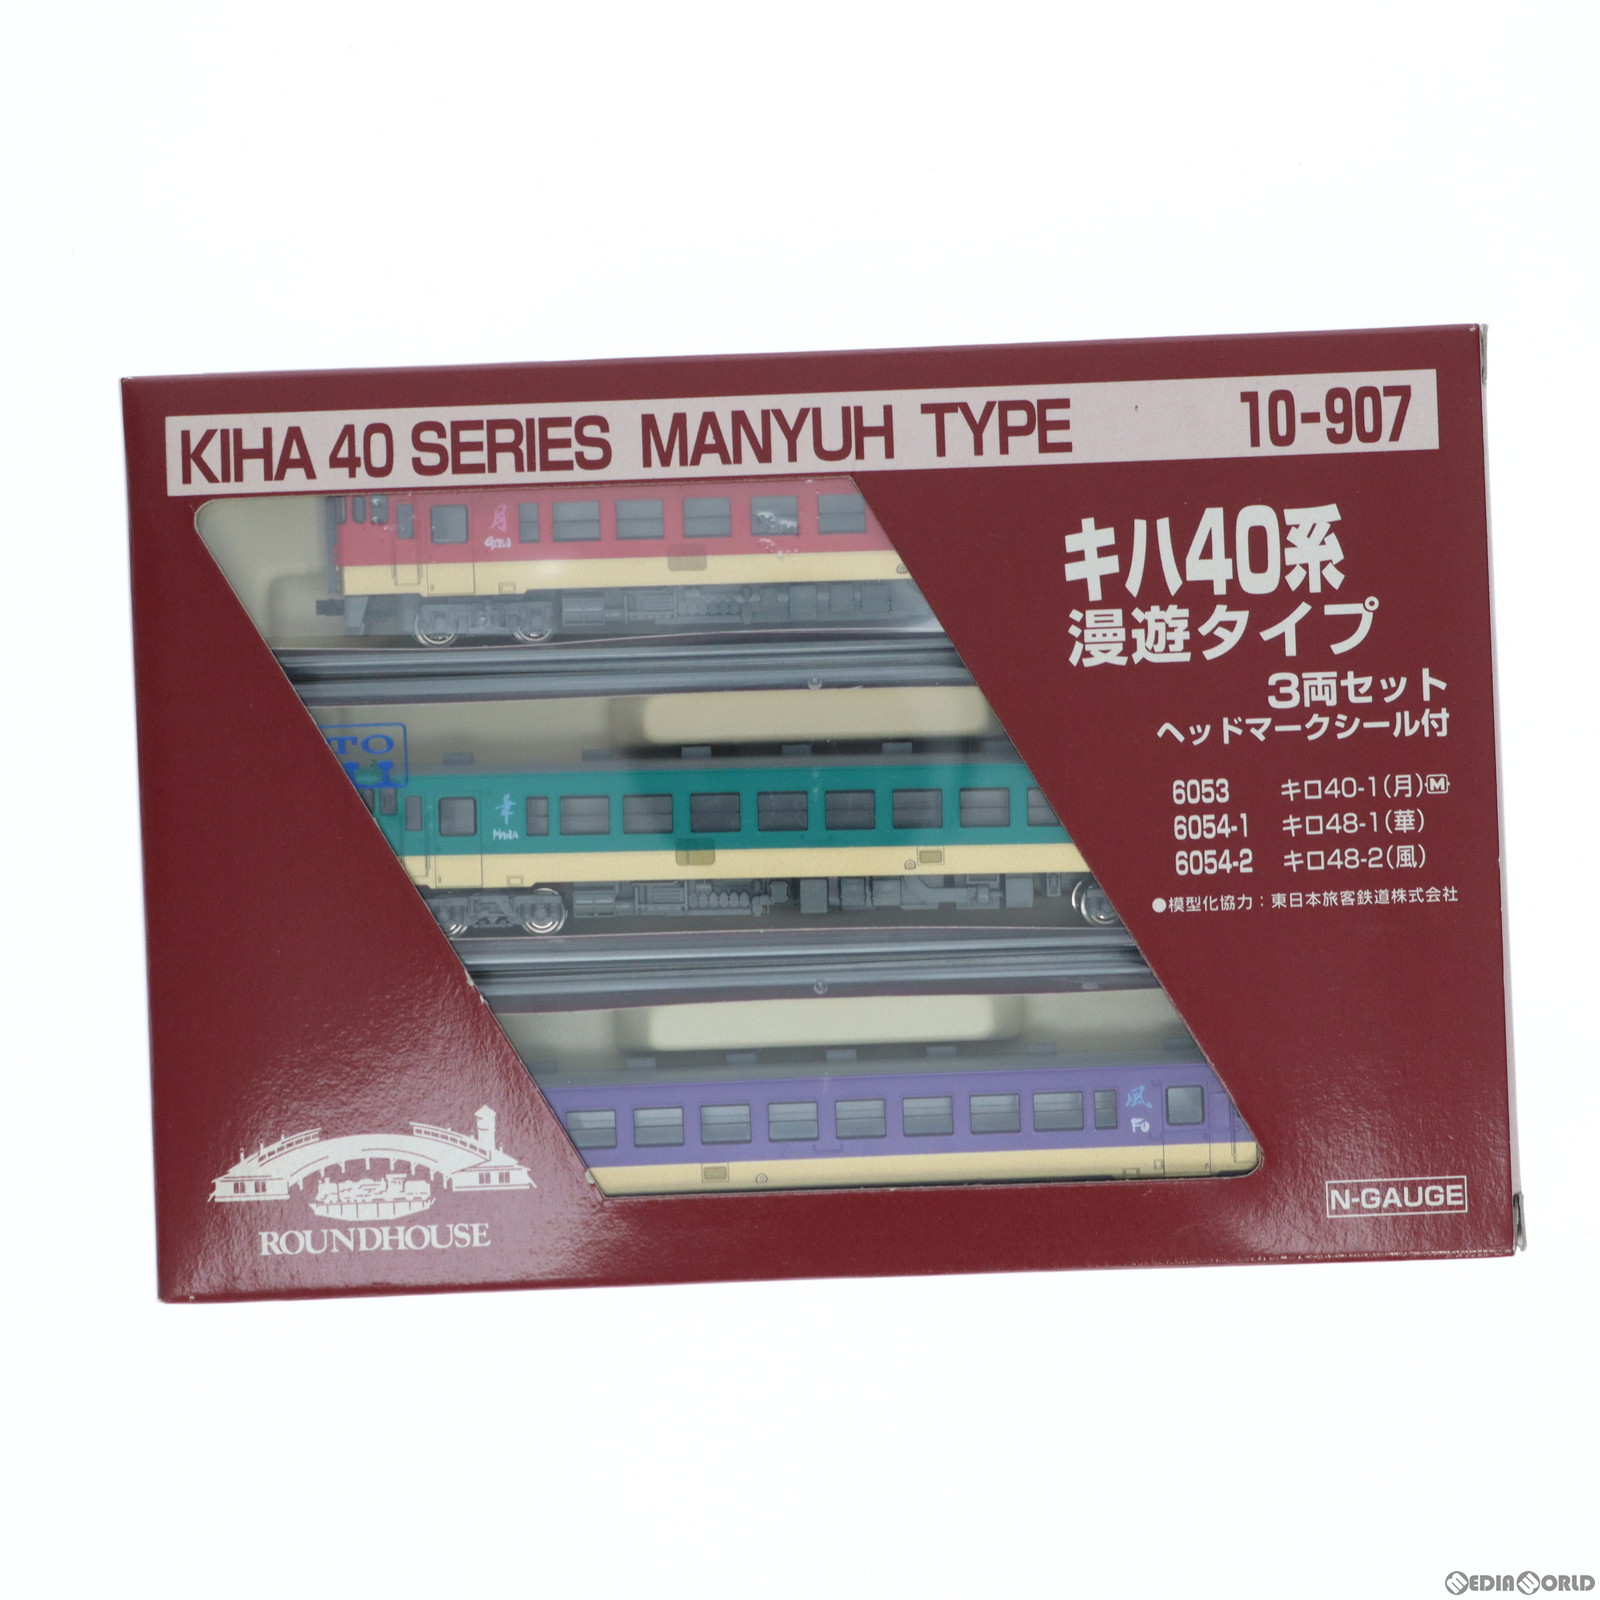 KIHA 40 SERIES MANYUH TYPE 10-907
キハ40系
漫遊タイプ
3両セット
ヘッドマークシール付
6053 キロ40-1(月)M
6054-1 キロ48-1(華)
6054-2 キロ48-2(風)
●模型化協力：東日本旅客鉄道株式会社
月
華
風
FU
ROUNDHOUSE
N-GAUGE
MEDIAWORLD